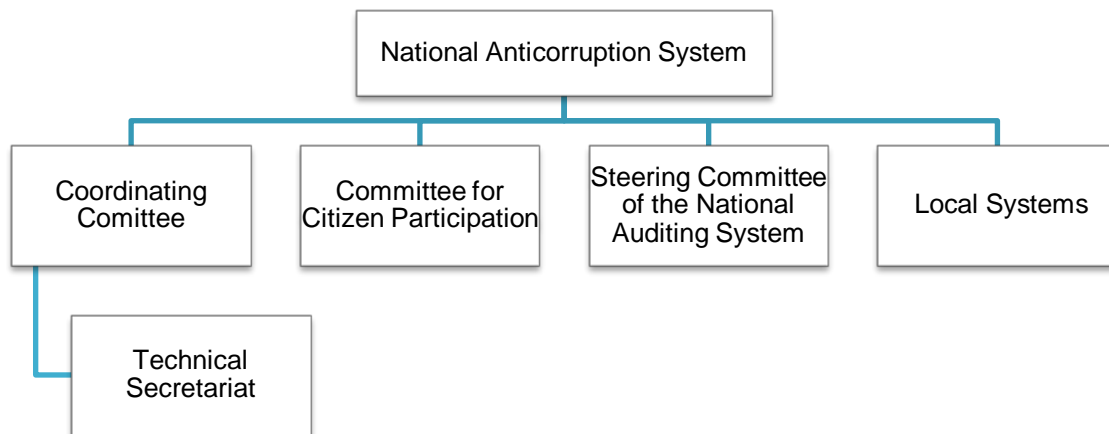 National Anticorruption System
Coordinating
Comittee
Committee for
Citizen Participation
Steering Committee
of the National
Auditing System
Local Systems
Technical
Secretariat